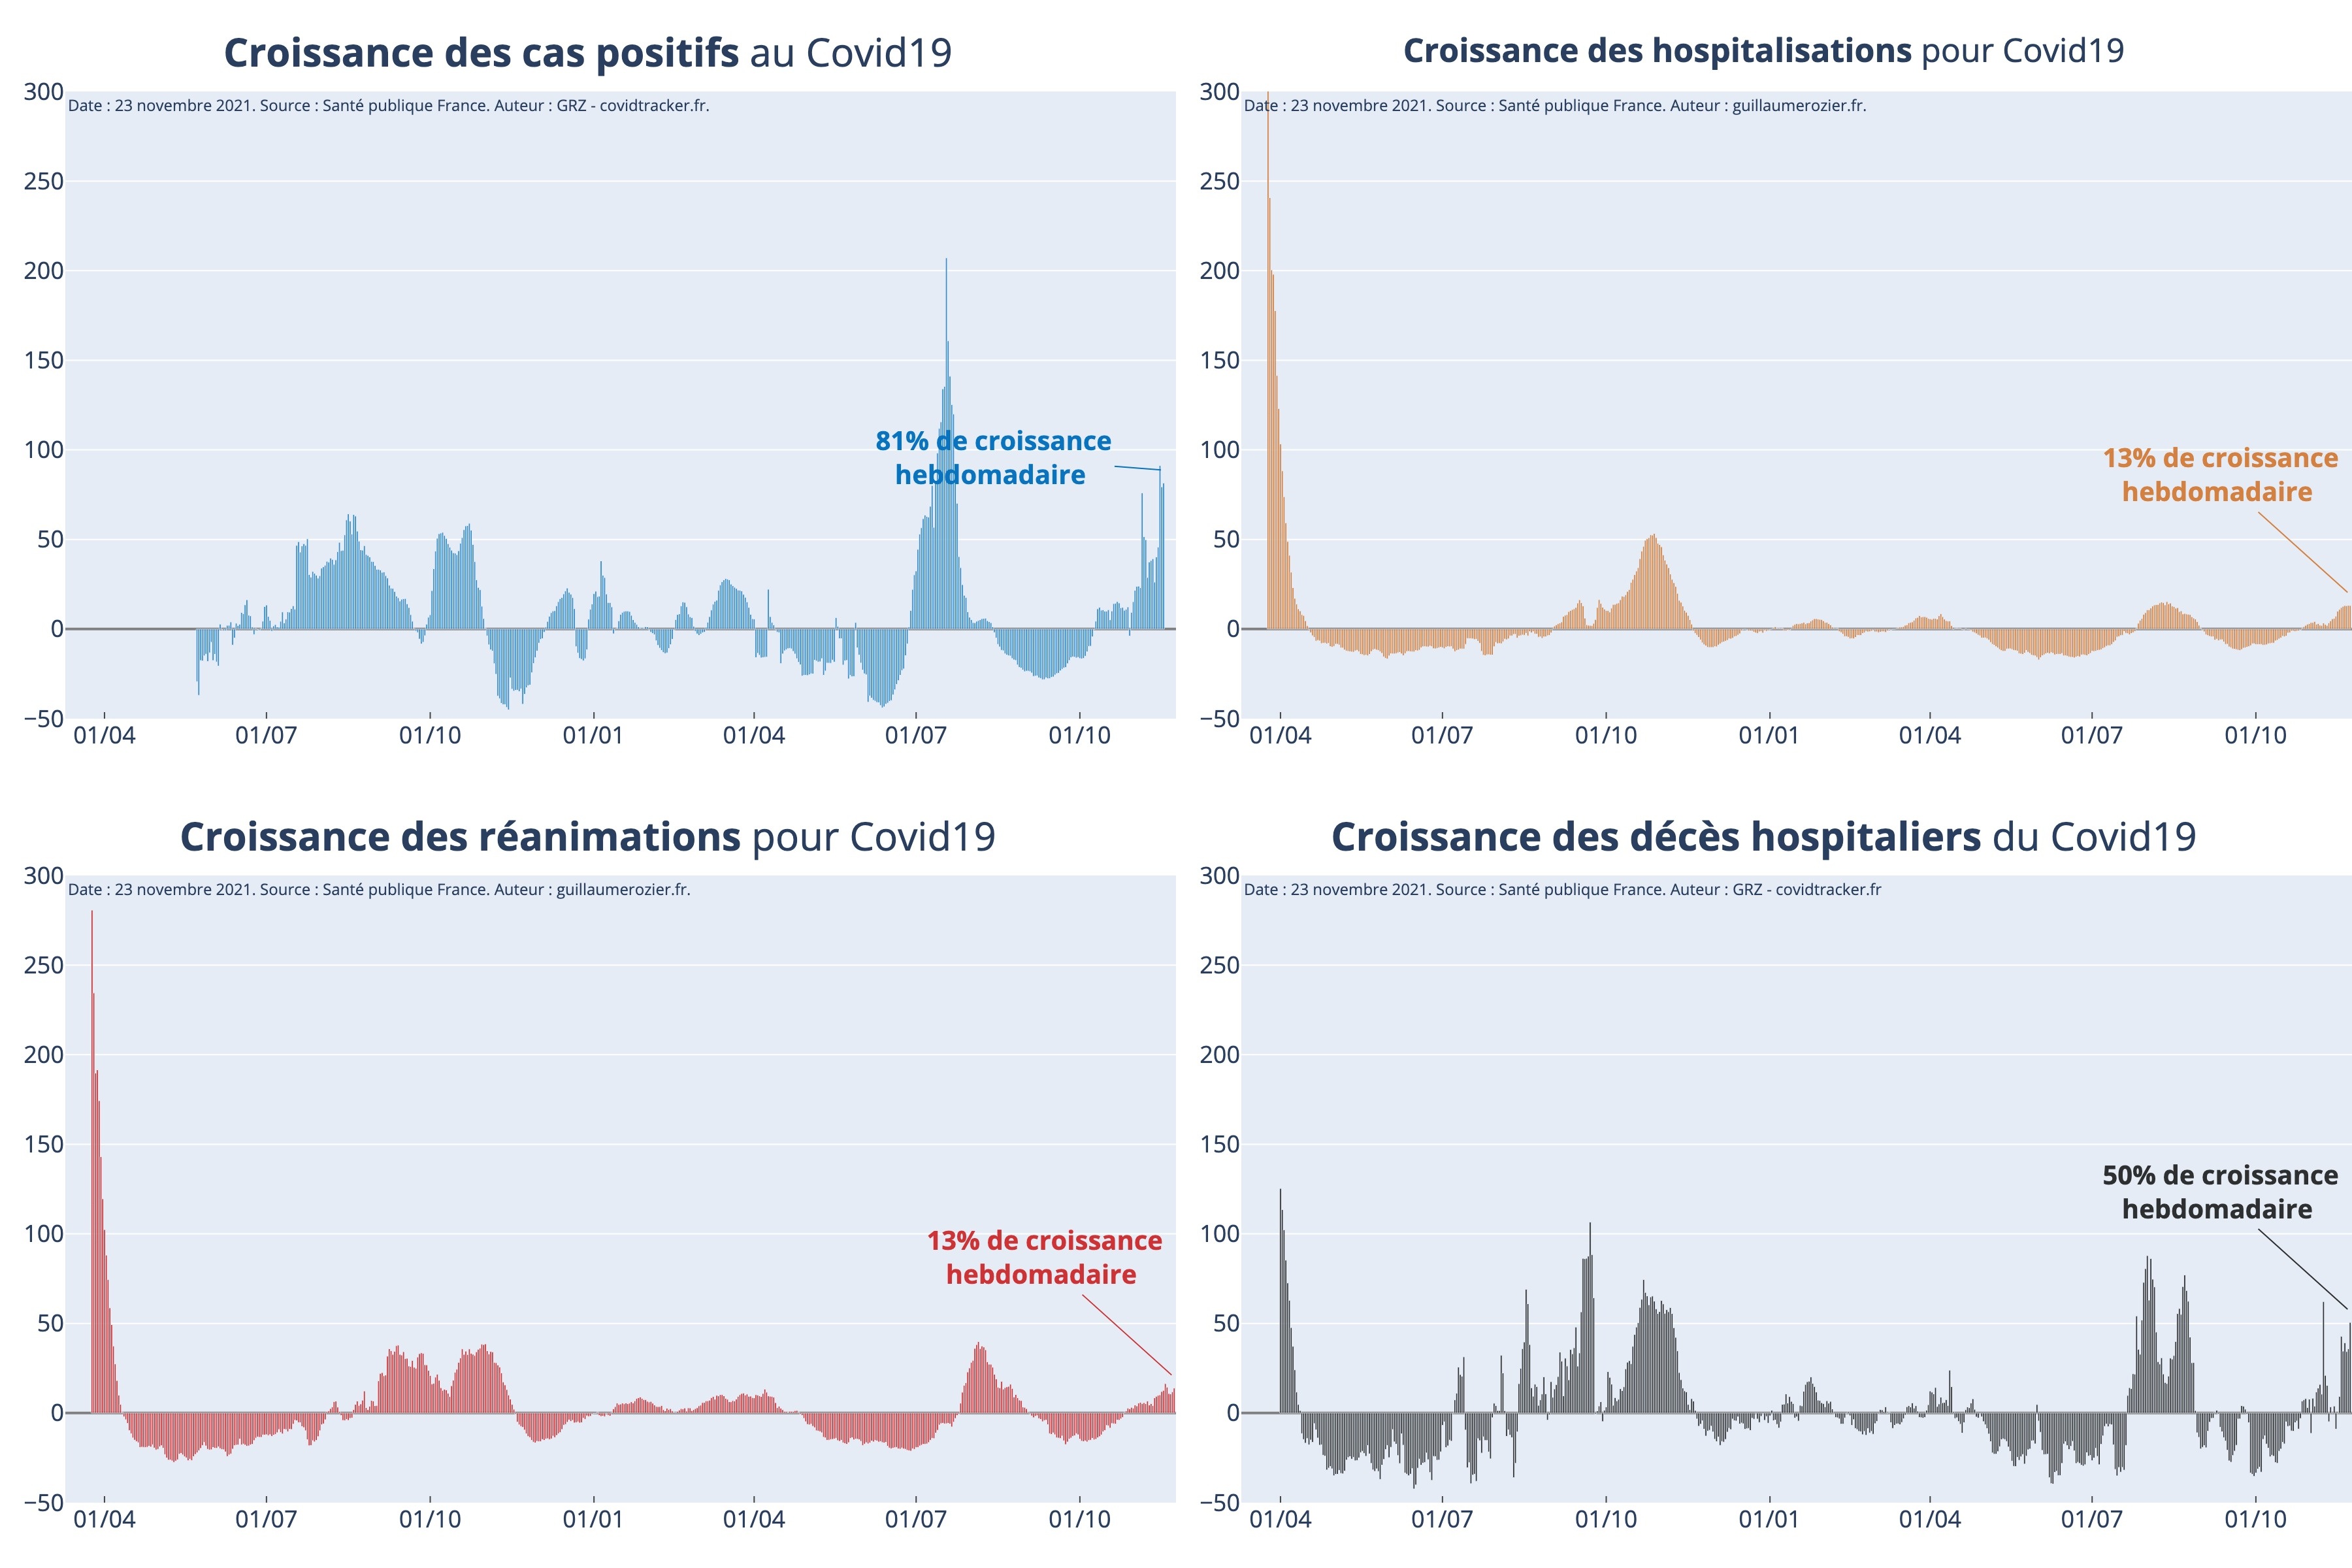 Croissance des cas positifs au Covid19
300
Date : 23 novembre 2021. Source : Santé publique France. Auteur : GRZ - covidtracker.fr.
250
200
150
100
81% de croissance
hebdomadaire
50
0
−50
01/04 01/07 01/10 01/01 01/04 01/07 01/10
Croissance des hospitalisations pour Covid19
300
Date : 23 novembre 2021. Source : Santé publique France. Auteur : guillaumerozier.fr.
250
200
150
100
13% de croissance
hebdomadaire
50
0
−50
01/04 01/07 01/10 01/01 01/04 01/07 01/10
Croissance des réanimations pour Covid19
300
Date : 23 novembre 2021. Source : Santé publique France. Auteur : guillaumerozier.fr.
250
200
150
100
13% de croissance
hebdomadaire
50
0
−50
01/04 01/07 01/10 01/01 01/04 01/07 01/10
Croissance des décès hospitaliers du Covid19
300
Date : 23 novembre 2021. Source : Santé publique France. Auteur : GRZ - covidtracker.fr
250
200
150
50% de croissance
hebdomadaire
100
50
0
−50
01/04 01/07 01/10 01/01 01/04 01/07 01/10